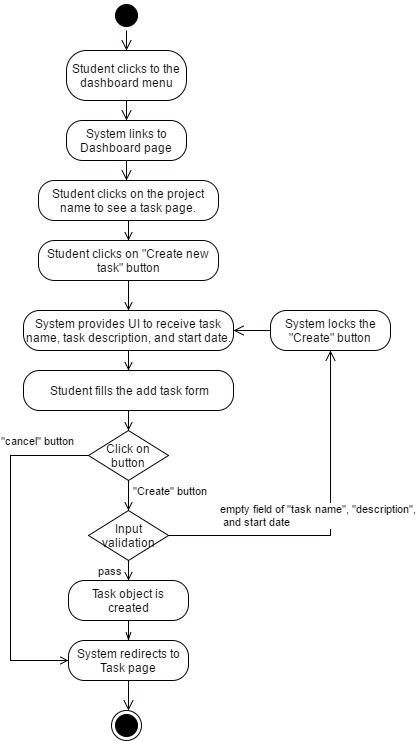 Student clicks to the
dashboard menu
System links to
Dashboard page
Student clicks on the project
name to see a task page.
Student clicks on "Create new
task" button
System provides UI to receive task
name, task description, and start date.
System locks the
"Create" button
Student fills the add task form
"cancel" button
Click on
button
"Create" button
empty field of "task name", "description",
and start date
Input
validation
pass
Task object is
created
System redirects to
Task page